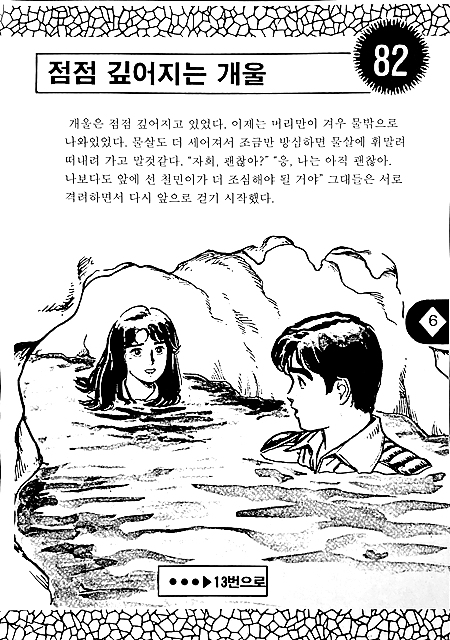 82
점점 깊어지는 개울
개울은 점점 깊어지고 있었다. 이제는 머리만이 겨우 물밖으로
나와있었다. 물살도 더 세어져서 조금만 방심하면 물살에 휘말려
떠내려 가고 말것같다. “자희, 괜찮아?” “응, 나는 아직 괜찮아.
나보다도 앞에 선 천민이가 더 조심해야 될 거야” 그대들은 서로
격려하면서 다시 앞으로 걷기 시작했다.
6
●●●▶13번으로